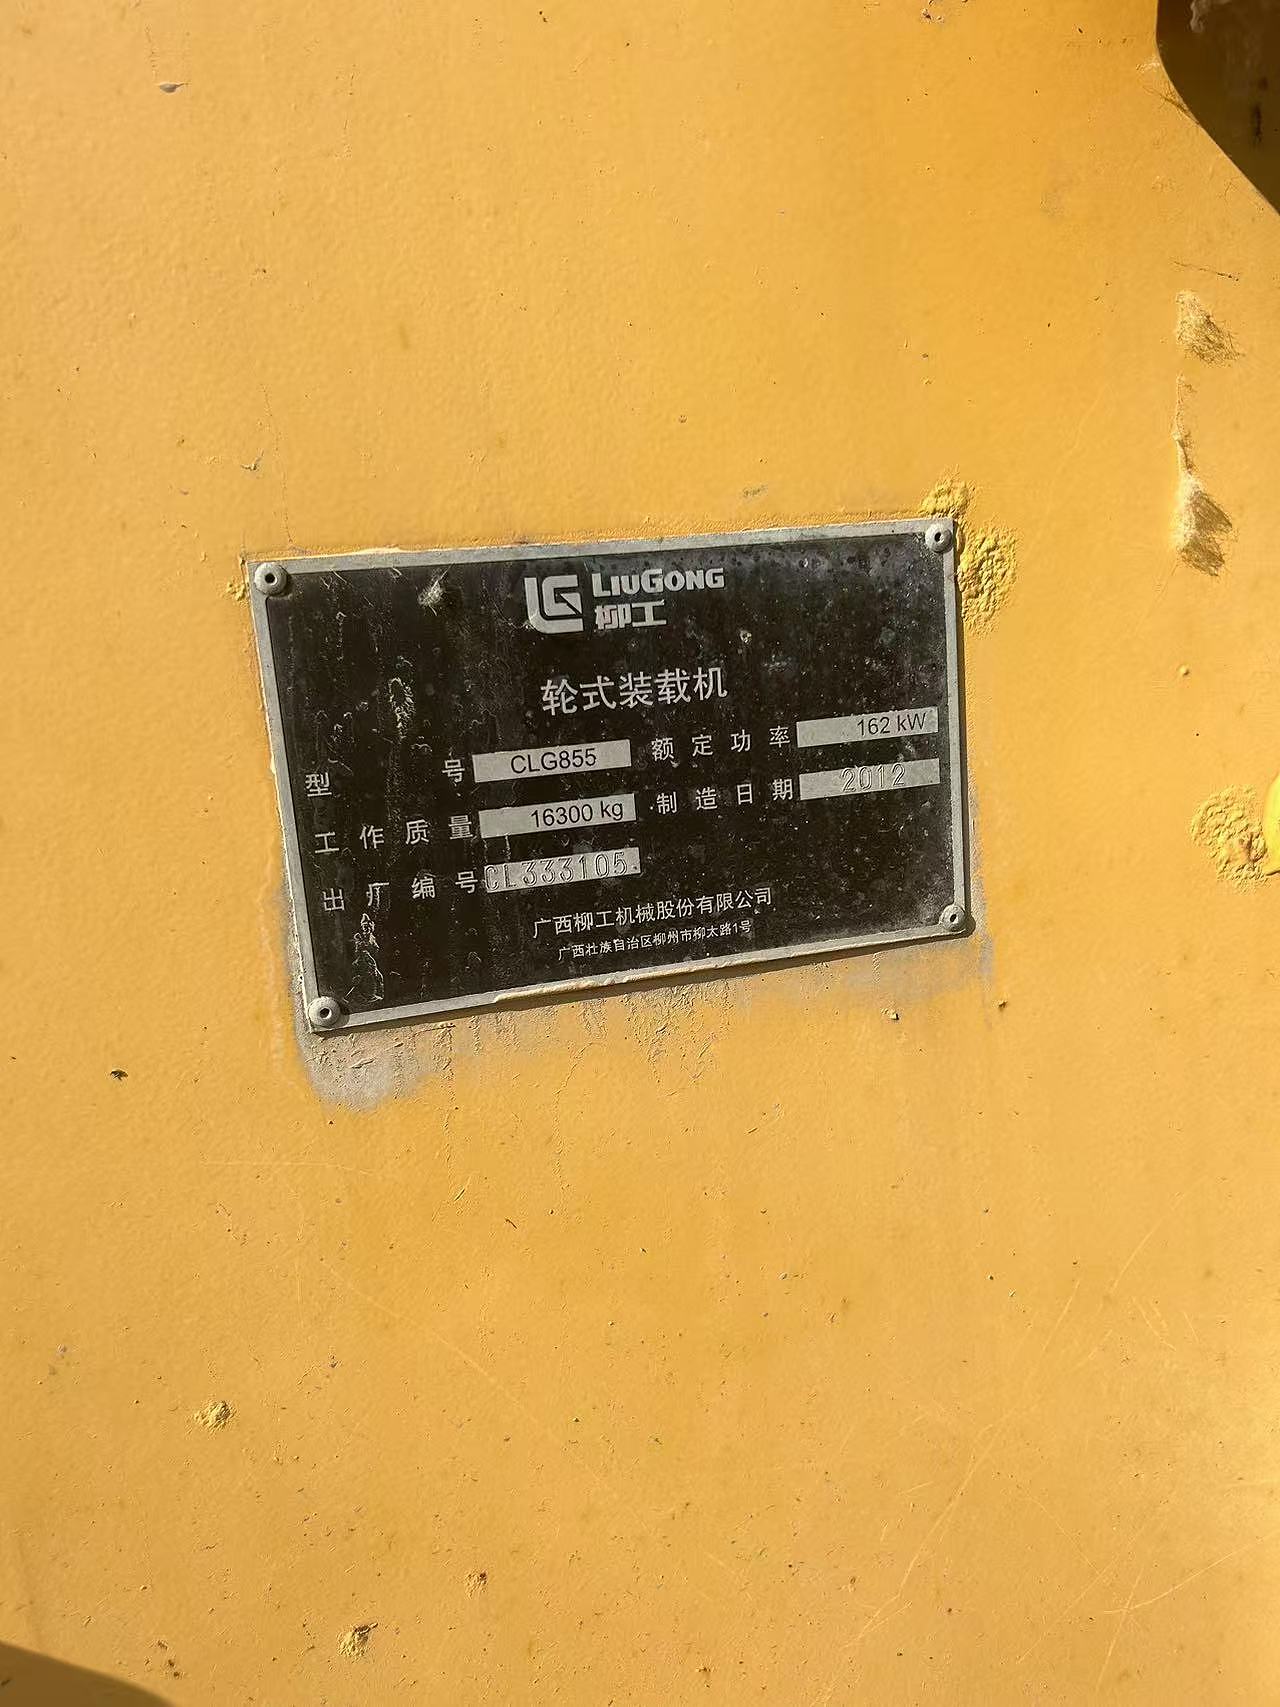 LG LIUGONG
柳工
轮式装载机
型号 CLG855 额定功率 162 kW
工作质量 16300 kg 制造日期 2012
出厂编号 CL333105
广西柳工机械股份有限公司
广西壮族自治区柳州市柳太路1号